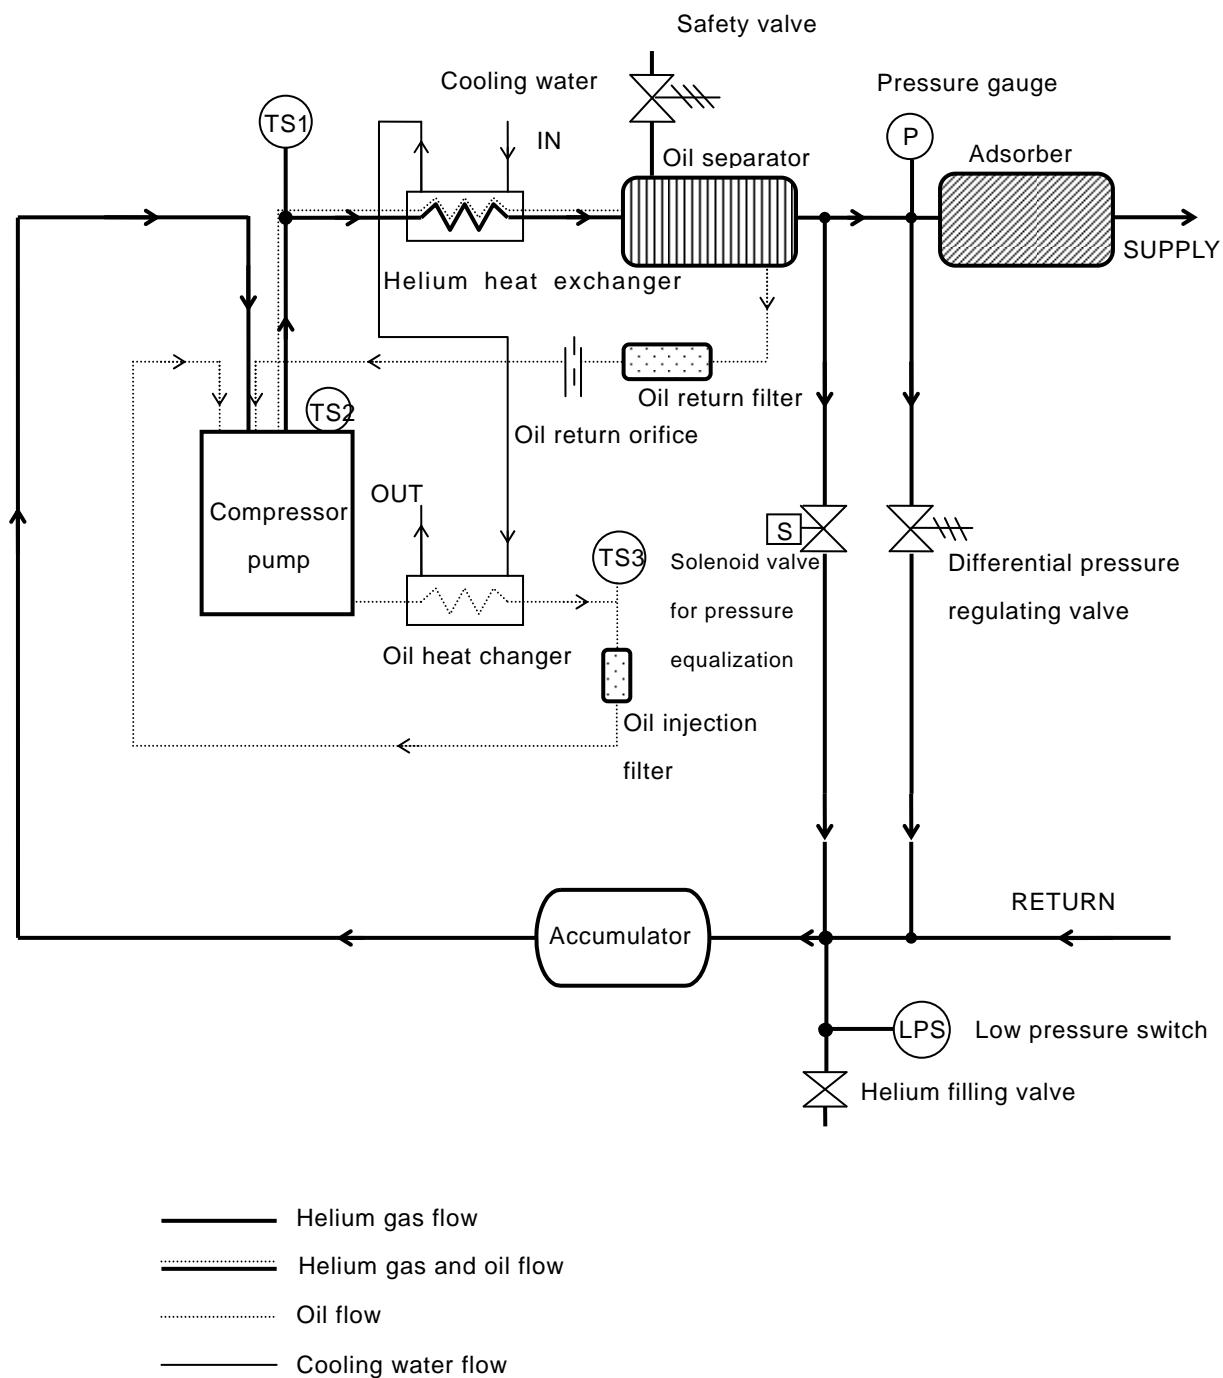 Safety valve
Cooling water
Pressure gauge
TS1
IN
P
Oil separator
Adsorber
SUPPLY
Helium heat exchanger
Oil return filter
TS2
Oil return orifice
OUT
Compressor
pump
S
TS3
Solenoid valve
for pressure
equalization
Differential pressure
regulating valve
Oil heat changer
Oil injection
filter
RETURN
Accumulator
LPS
Low pressure switch
Helium filling valve
Helium gas flow
Helium gas and oil flow
Oil flow
Cooling water flow